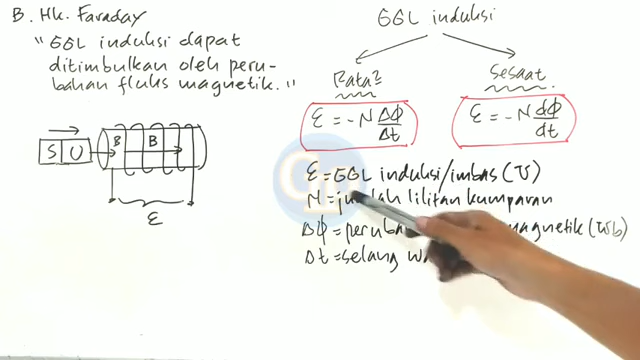 B. Hk. Faraday
"GGL induksi dapat
ditimbulkan oleh peru-
bahan fluks magnetik."
S U B B
ε
GGL induksi
Rata²
ε = -N ΔΦ/Δt
Sesaat
ε = -N dΦ/dt
ε = GGL induksi/imbas (V)
N = jumlah lilitan kumparan
ΔΦ = magnetik (Wb)
Δt = selang